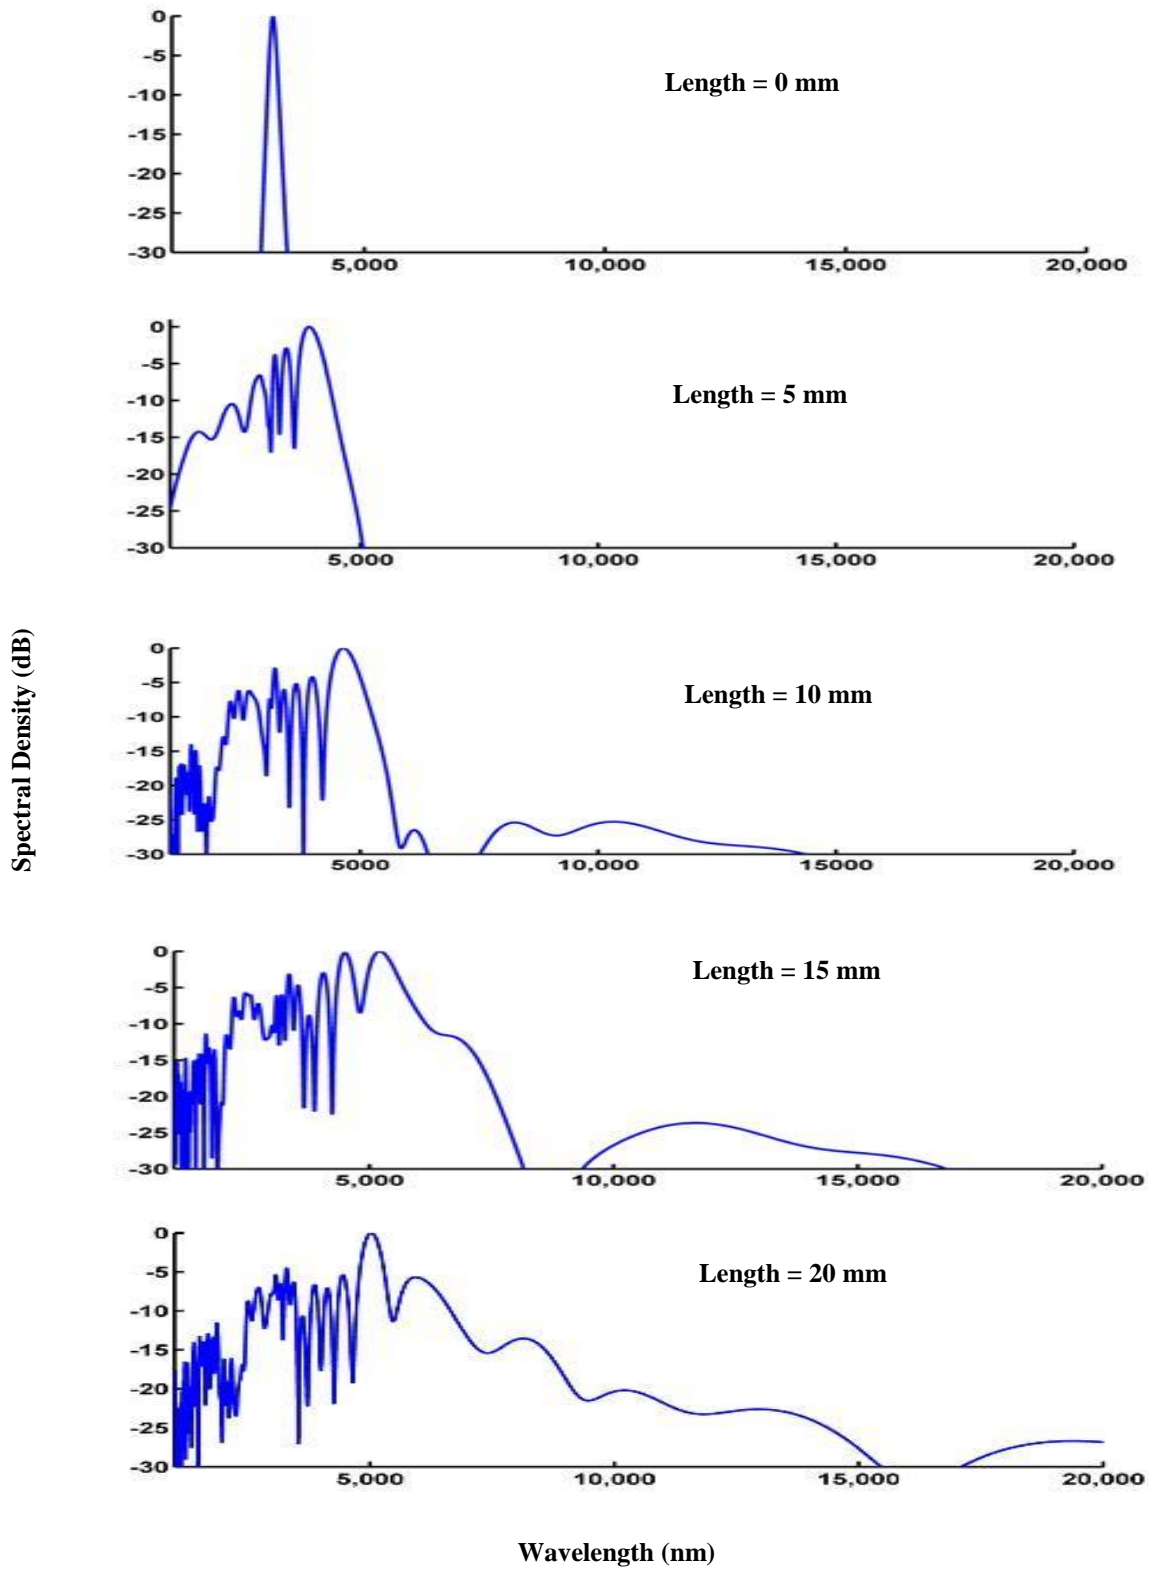 0
-5
Length = 0 mm
-10
-15
-20
-25
-30
5,000 10,000 15,000 20,000
0
-5
Length = 5 mm
-10
-15
-20
-25
-30
5,000 10,000 15,000 20,000
Spectral Density (dB)
0
-5
Length = 10 mm
-10
-15
-20
-25
-30
5000 10,000 15000 20,000
0
Length = 15 mm
-5
-10
-15
-20
-25
-30
5,000 10,000 15,000 20,000
0
-5
Length = 20 mm
-10
-15
-20
-25
-30
5,000 10,000 15,000 20,000
Wavelength (nm)